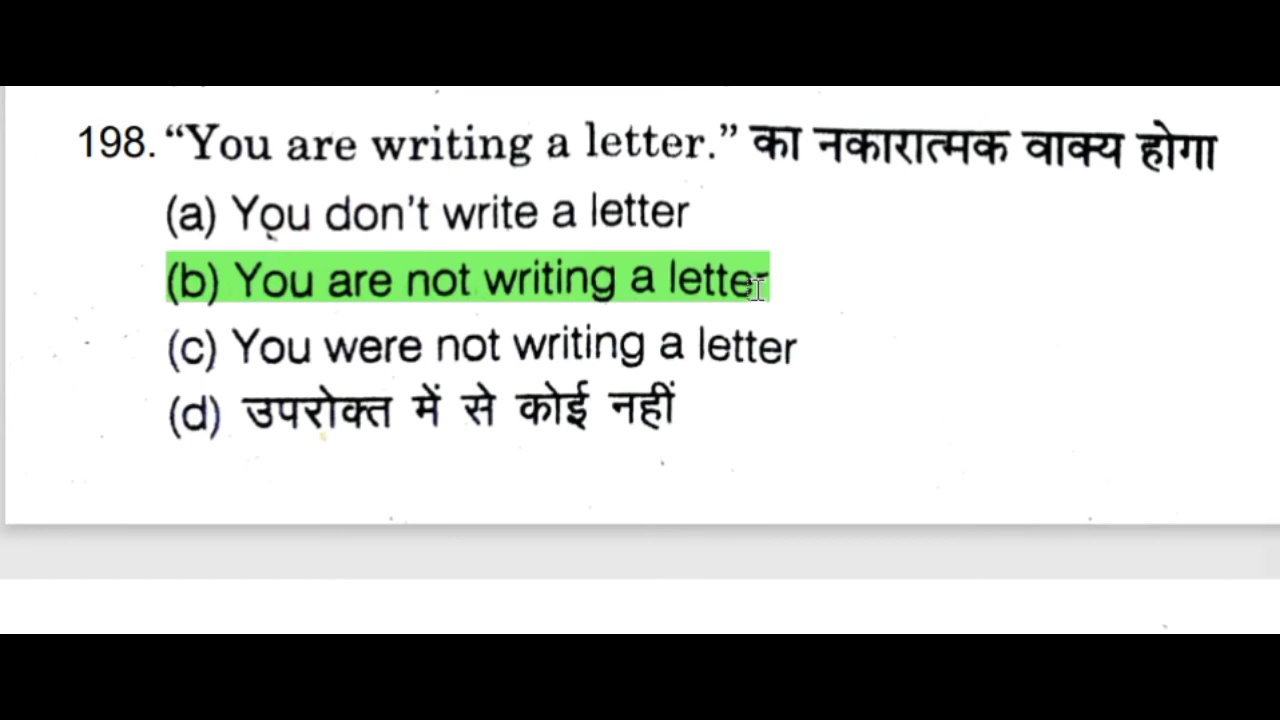 198. “You are writing a letter.” का नकारात्मक वाक्य होगा
(a) You don't write a letter
(b) You are not writing a letter
(c) You were not writing a letter
(d) उपरोक्त में से कोई नहीं